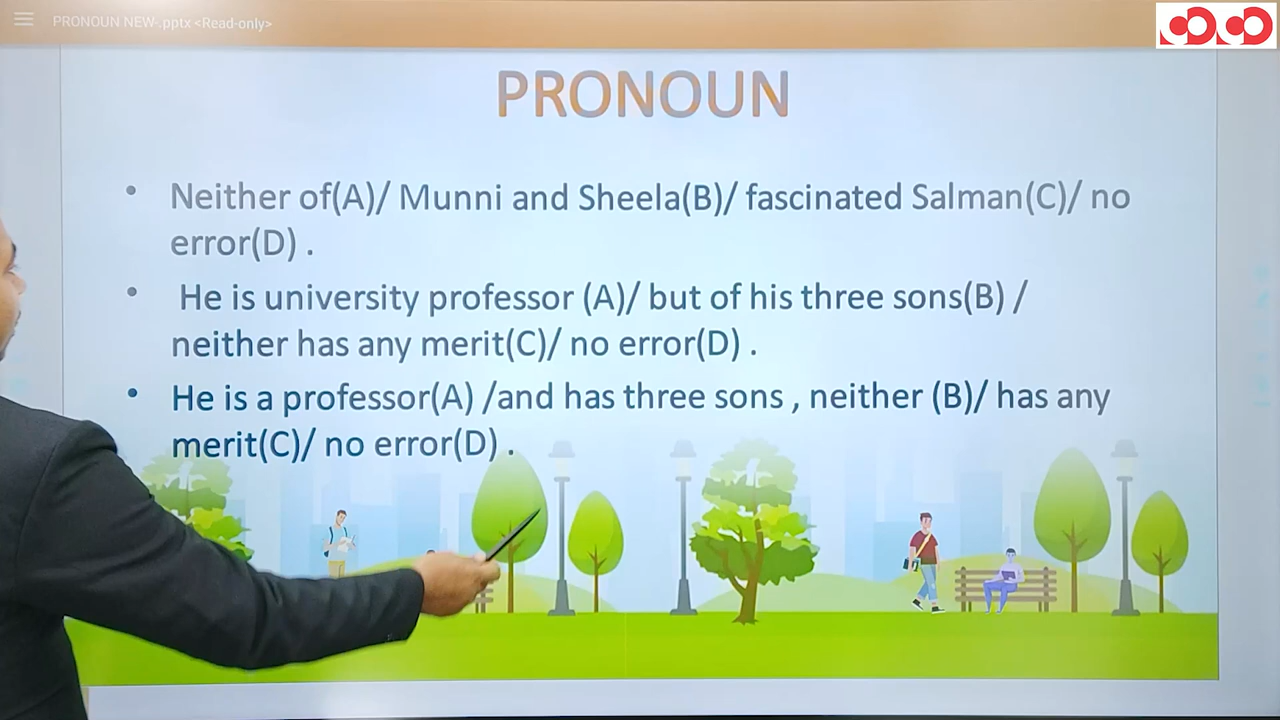 PRONOUN NEW-.pptx <Read-only>
PRONOUN
• Neither of(A)/ Munni and Sheela(B)/ fascinated Salman(C)/ no
error(D) .
• He is university professor (A)/ but of his three sons(B) /
neither has any merit(C)/ no error(D) .
• He is a professor(A) /and has three sons , neither (B)/ has any
merit(C)/ no error(D) .